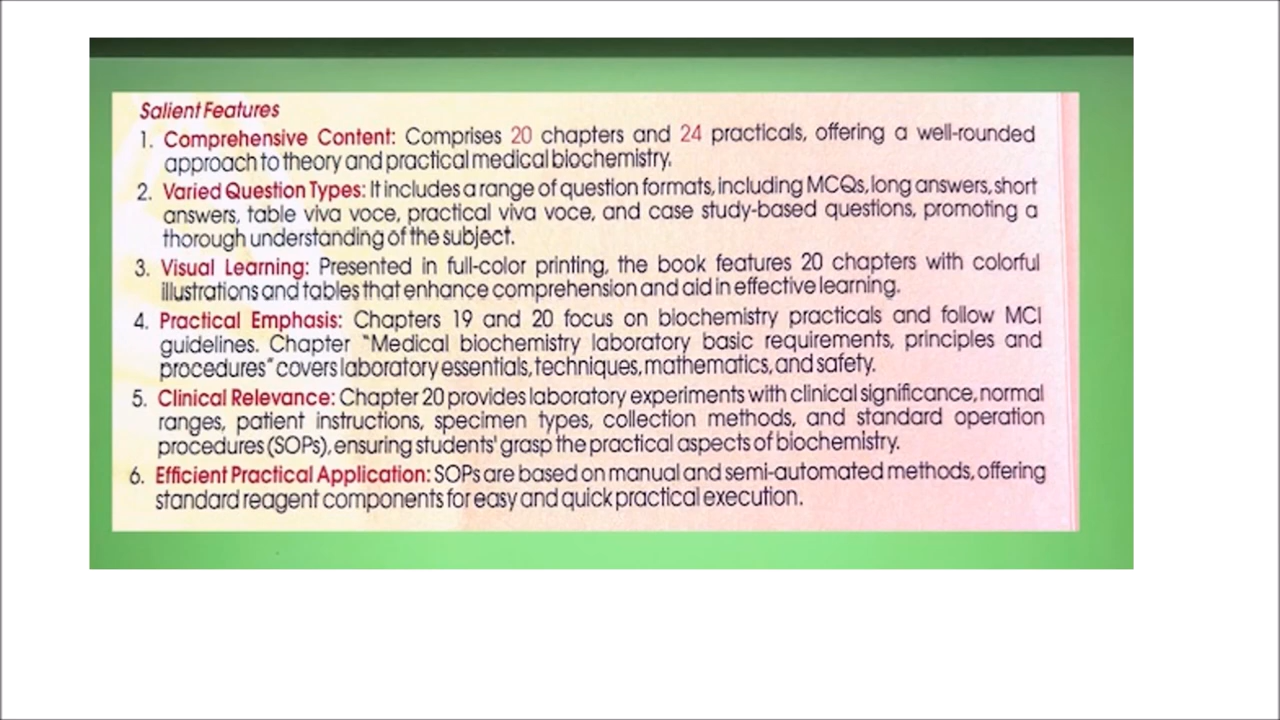 Salient Features
1. Comprehensive Content: Comprises 20 chapters and 24 practicals, offering a well-rounded
approach to theory and practical medical biochemistry.
2. Varied Question Types: It includes a range of question formats, including MCQs, long answers, short
answers, table viva voce, practical viva voce, and case study-based questions, promoting a
thorough understanding of the subject.
3. Visual Learning: Presented in full-color printing, the book features 20 chapters with colorful
illustrations and tables that enhance comprehension and aid in effective learning.
4. Practical Emphasis: Chapters 19 and 20 focus on biochemistry practicals and follow MCI
guidelines. Chapter "Medical biochemistry laboratory basic requirements, principles and
procedures" covers laboratory essentials, techniques, mathematics, and safety.
5. Clinical Relevance: Chapter 20 provides laboratory experiments with clinical significance, normal
ranges, patient instructions, specimen types, collection methods, and standard operation
procedures (SOPs), ensuring students' grasp the practical aspects of biochemistry.
6. Efficient Practical Application: SOPs are based on manual and semi-automated methods, offering
standard reagent components for easy and quick practical execution.